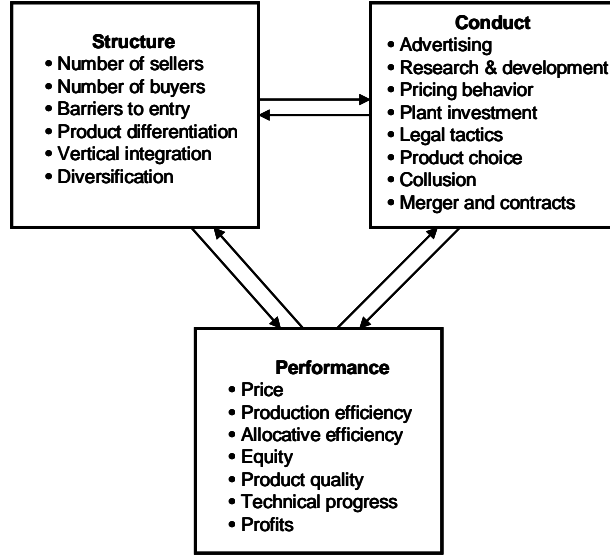 Structure
• Number of sellers
• Number of buyers
• Barriers to entry
• Product differentiation
• Vertical integration
• Diversification
Conduct
• Advertising
• Research & development
• Pricing behavior
• Plant investment
• Legal tactics
• Product choice
• Collusion
• Merger and contracts
Performance
• Price
• Production efficiency
• Allocative efficiency
• Equity
• Product quality
• Technical progress
• Profits